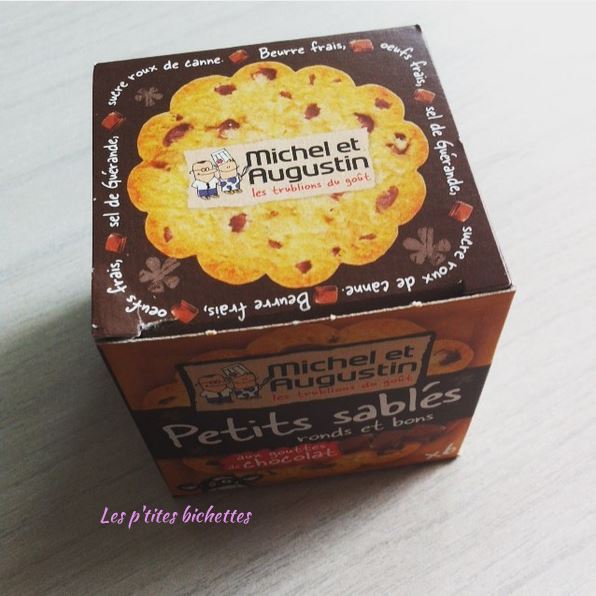 Beurre frais, oeufs frais, sel de Guérande, sucre roux de canne. Beurre frais, oeufs frais, sel de Guérande, sucre roux de canne.
Michel et
Augustin
les trublions du goût
Michel et
Augustin
les trublions du goût
Petits sablés
ronds et bons
aux gouttes
de chocolat
Les p'tites bichettes